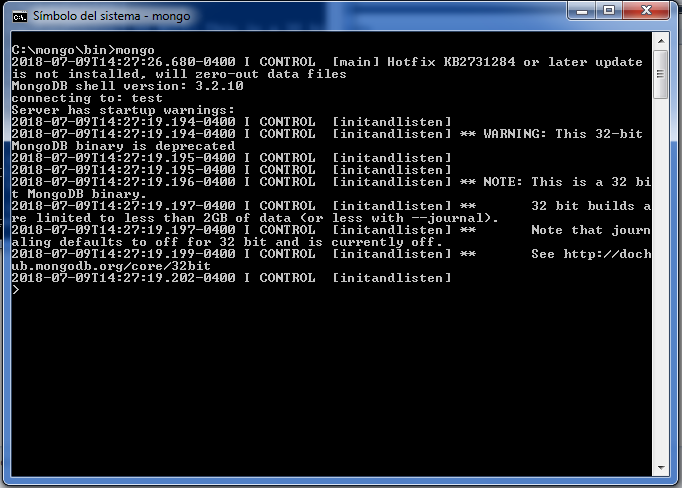 Símbolo del sistema - mongo
C:\mongo\bin>mongo
2018-07-09T14:27:26.680-0400 I CONTROL  [main] Hotfix KB2731284 or later update
is not installed, will zero-out data files
MongoDB shell version: 3.2.10
connecting to: test
Server has startup warnings:
2018-07-09T14:27:19.194-0400 I CONTROL  [initandlisten]
2018-07-09T14:27:19.194-0400 I CONTROL  [initandlisten] ** WARNING: This 32-bit
MongoDB binary is deprecated
2018-07-09T14:27:19.195-0400 I CONTROL  [initandlisten]
2018-07-09T14:27:19.195-0400 I CONTROL  [initandlisten]
2018-07-09T14:27:19.196-0400 I CONTROL  [initandlisten] ** NOTE: This is a 32 bi
t MongoDB binary.
2018-07-09T14:27:19.197-0400 I CONTROL  [initandlisten] **       32 bit builds a
re limited to less than 2GB of data (or less with --journal).
2018-07-09T14:27:19.197-0400 I CONTROL  [initandlisten] **       Note that journ
aling defaults to off for 32 bit and is currently off.
2018-07-09T14:27:19.199-0400 I CONTROL  [initandlisten] **       See http://doch
ub.mongodb.org/core/32bit
2018-07-09T14:27:19.202-0400 I CONTROL  [initandlisten]
>